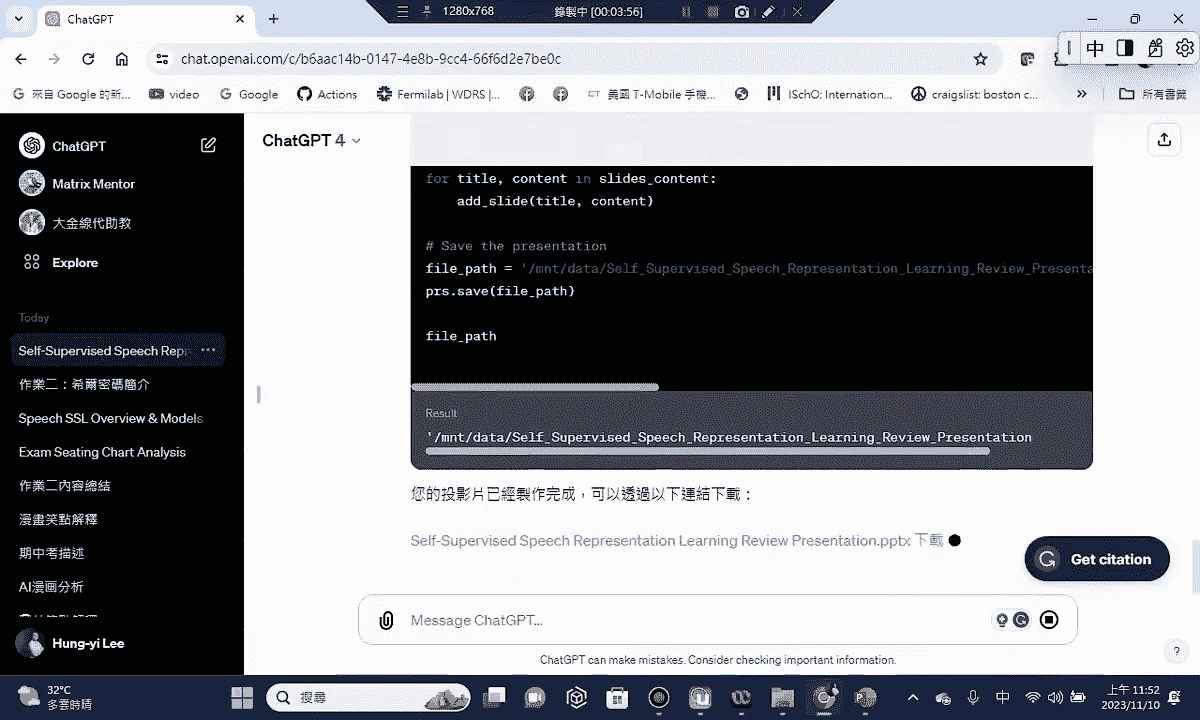 1280x768
錄製中 [00:03:56]
ChatGPT
中
chat.openai.com/c/b6aac14b-0147-4e8b-9cc4-66f6d2e7be0c
來自 Google 的新...
video
Google
Actions
Fermilab | WDRS |...
美國 T-Mobile 手機...
ISchO: Internation...
craigslist: boston c...
»
所有書籤
ChatGPT
Matrix Mentor
大金線代助教
Explore
Today
Self-Supervised Speech Repr
作業二：希爾密碼簡介
Speech SSL Overview & Models
Exam Seating Chart Analysis
作業二內容總結
漫畫笑點解釋
期中考描述
AI漫画分析
Hung-yi Lee
ChatGPT 4
for title, content in slides_content:
add_slide(title, content)
# Save the presentation
file_path = '/mnt/data/Self_Supervised_Speech_Representation_Learning_Review_Presenta
prs.save(file_path)
file_path
Result
'/mnt/data/Self_Supervised_Speech_Representation_Learning_Review_Presentation
您的投影片已經製作完成，可以透過以下連結下載：
Self-Supervised Speech Representation Learning Review Presentation.pptx 下載
Get citation
Message ChatGPT...
ChatGPT can make mistakes. Consider checking important information.
?
32°C
多雲時晴
搜尋
中
上午 11:52
2023/11/10